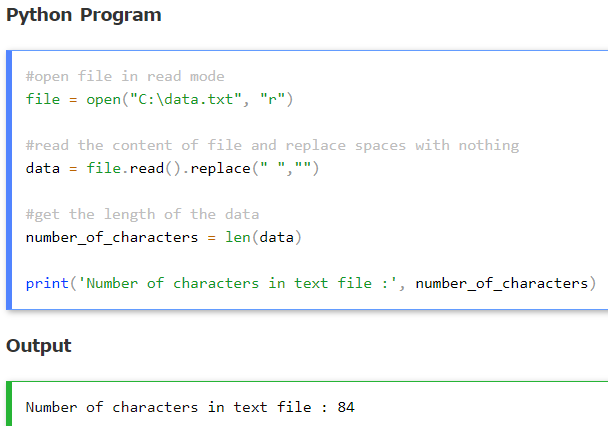 Python Program
#open file in read mode
file = open("C:\data.txt", "r")
#read the content of file and replace spaces with nothing
data = file.read().replace(" ","")
#get the length of the data
number_of_characters = len(data)
print('Number of characters in text file :', number_of_characters)
Output
Number of characters in text file : 84